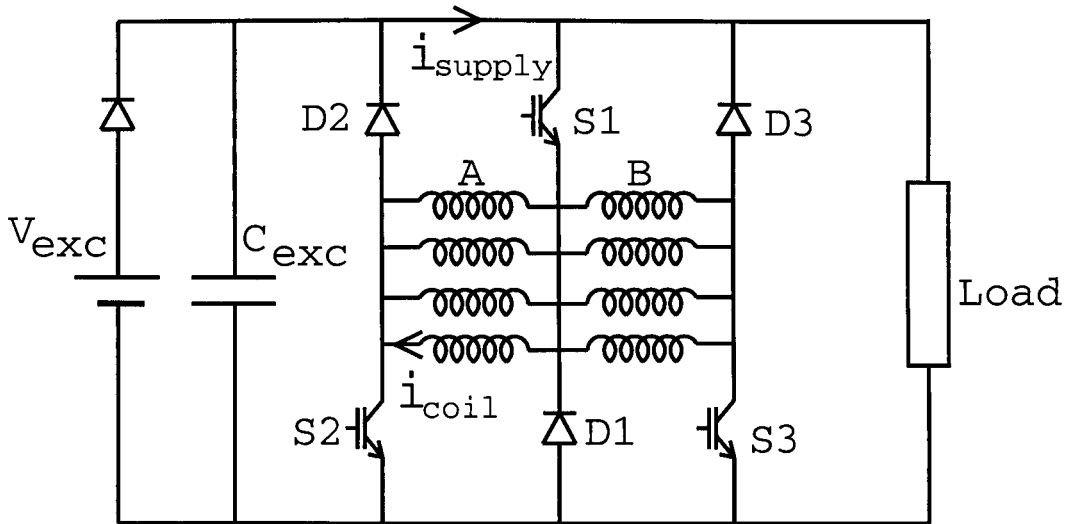 i_supply
D2
S1
D3
A
B
V_exc
C_exc
Load
i_coil
S2
D1
S3